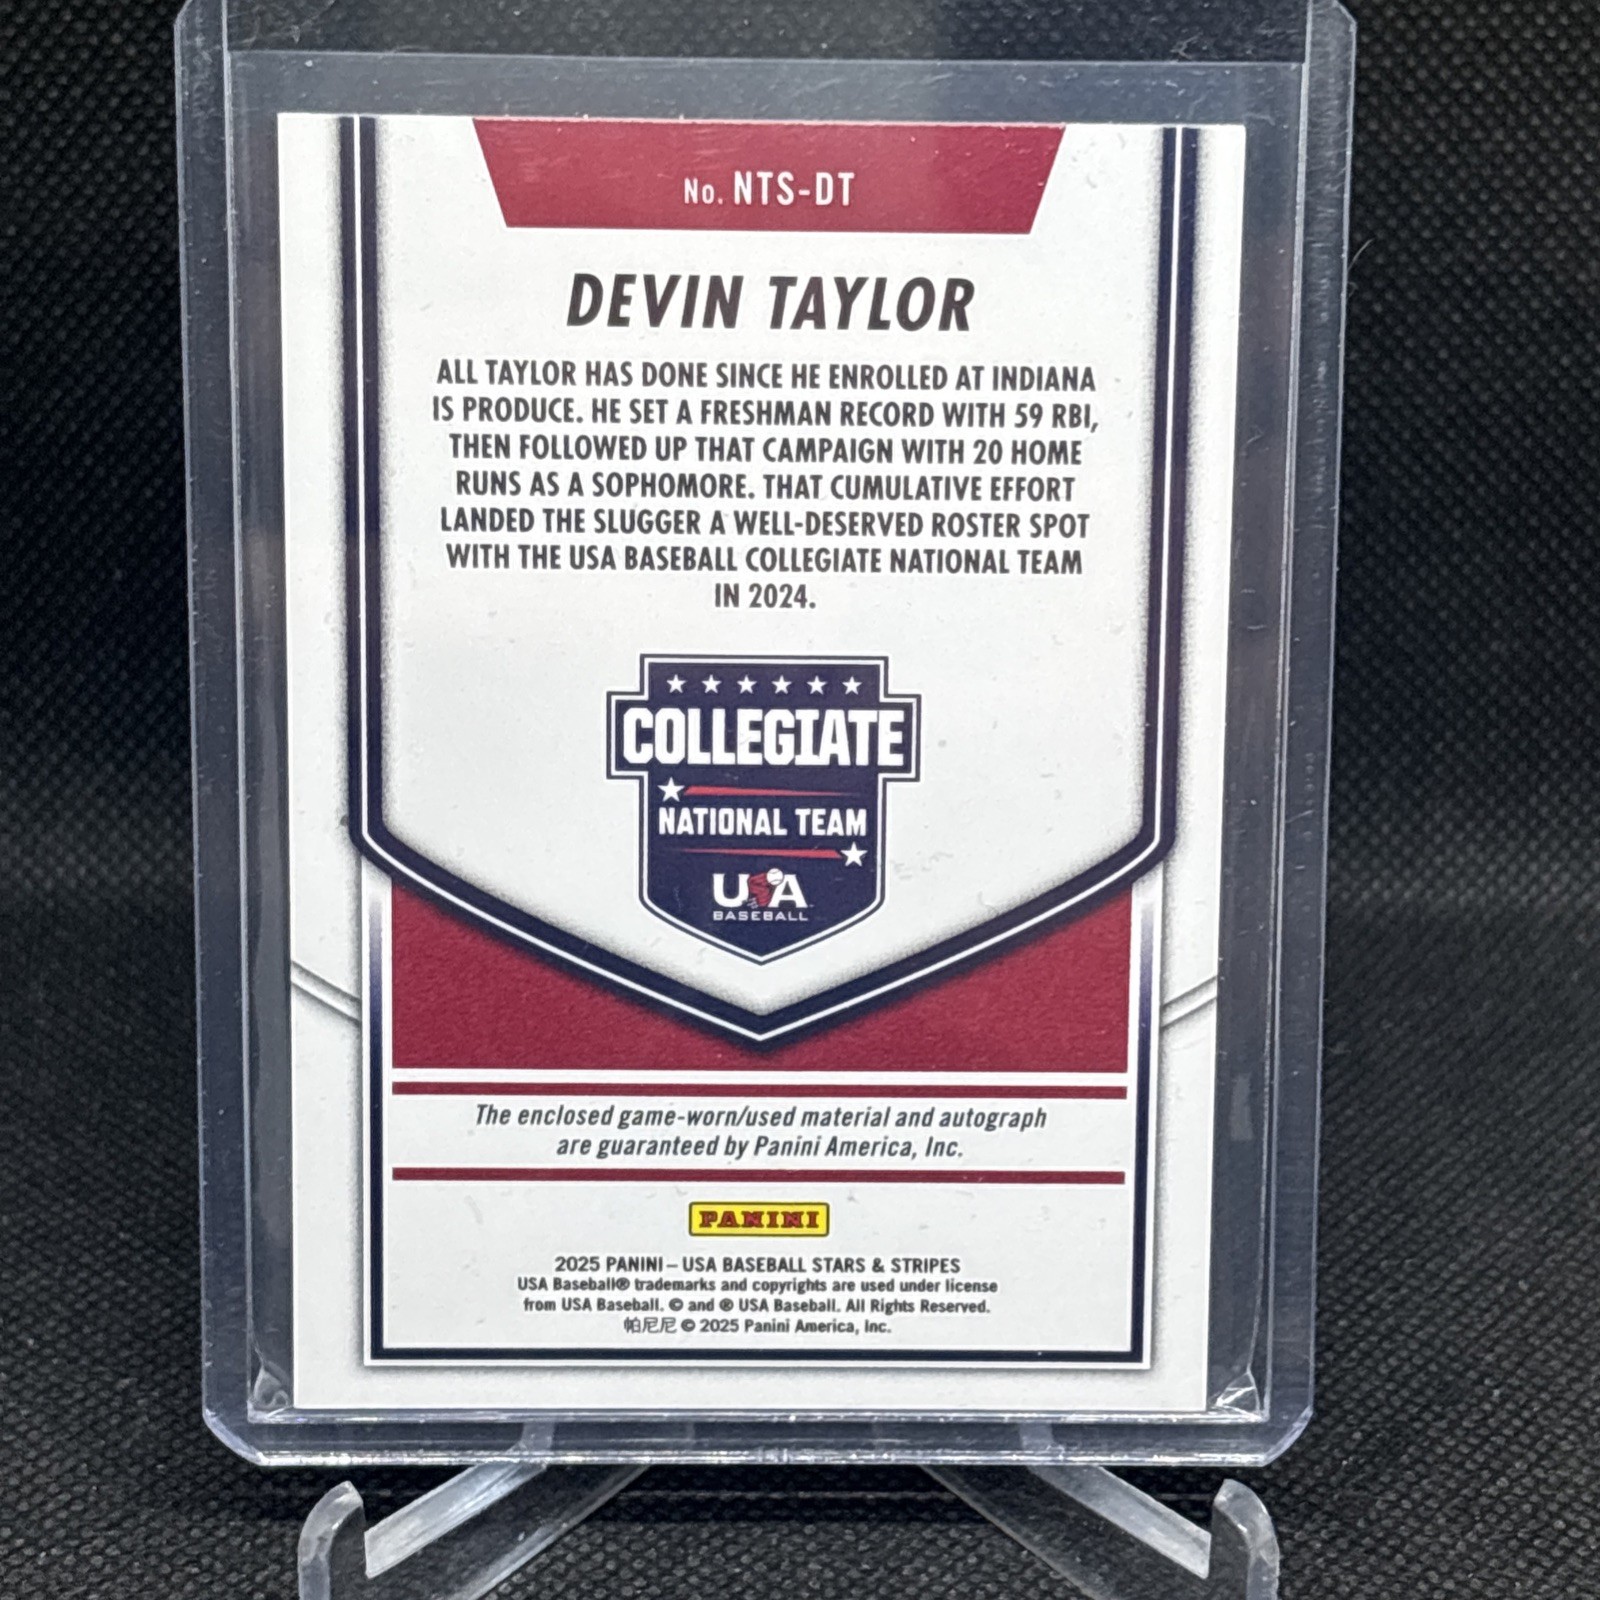 No. NTS-DT
DEVIN TAYLOR
ALL TAYLOR HAS DONE SINCE HE ENROLLED AT INDIANA
IS PRODUCE. HE SET A FRESHMAN RECORD WITH 59 RBI,
THEN FOLLOWED UP THAT CAMPAIGN WITH 20 HOME
RUNS AS A SOPHOMORE. THAT CUMULATIVE EFFORT
LANDED THE SLUGGER A WELL-DESERVED ROSTER SPOT
WITH THE USA BASEBALL COLLEGIATE NATIONAL TEAM
IN 2024.
COLLEGIATE
NATIONAL TEAM
USA
BASEBALL
The enclosed game-worn/used material and autograph
are guaranteed by Panini America, Inc.
PANINI
2025 PANINI – USA BASEBALL STARS & STRIPES
USA Baseball® trademarks and copyrights are used under license
from USA Baseball. © and ® USA Baseball. All Rights Reserved.
帕尼尼 © 2025 Panini America, Inc.